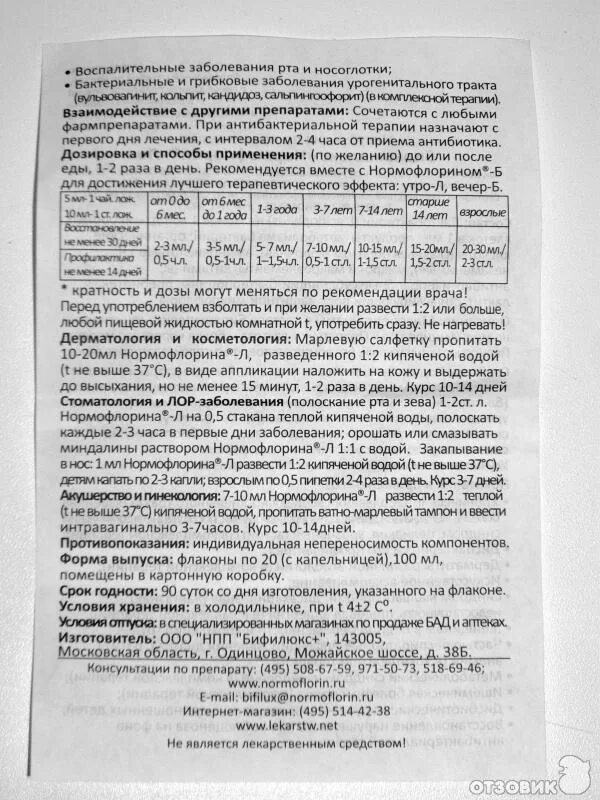 • Воспалительные заболевания рта и носоглотки;
• Бактериальные и грибковые заболевания урогенитального тракта
(вульвовагинит, кольпит, кандидоз, сальпингоофорит) (в комплексной терапии).
Взаимодействие с другими препаратами: Сочетаются с любыми
фармпрепаратами. При антибактериальной терапии назначают с
первого дня лечения, с интервалом 2-4 часа от приема антибиотика.
Дозировка и способы применения: (по желанию) до или после
еды, 1-2 раза в день. Рекомендуется вместе с Нормофлорином®-Б
для достижения лучшего терапевтического эффекта: утро-Л, вечер-Б.
5 мл- 1 чай. лож. от 0 до от 6 мес 1-3 года 3-7 лет 7-14 лет старше взрослые
10 мл- 1 ст. лож. 6 мес. до 1 года 14 лет
Восстановление
не менее 30 дней 2-3 мл./ 3-5 мл./ 5- 7 мл./ 7-10 мл./ 10-15 мл./ 15-20мл./ 20-30 мл./
Профилактика 0,5 ч.л. 0,5-1ч.л. 1–1,5ч.л. 0,5-1 ст.л. 1-1,5 ст.л. 1,5-2 ст.л. 2-3 ст.л.
не менее 14 дней
* кратность и дозы могут меняться по рекомендации врача!
Перед употреблением взболтать и при желании развести 1:2 или больше,
любой пищевой жидкостью комнатной t, употребить сразу. Не нагревать!
Дерматология и косметология: Марлевую салфетку пропитать
10-20мл Нормофлорина®-Л, разведенного 1:2 кипяченой водой
(t не выше 37°С), в виде аппликации наложить на кожу и выдержать
до высыхания, но не менее 15 минут, 1-2 раза в день. Курс 10-14 дней
Стоматология и ЛОР-заболевания (полоскание рта и зева) 1-2ст. л.
Нормофлорина®-Л на 0,5 стакана теплой кипяченой воды, полоскать
каждые 2-3 часа в первые дни заболевания; орошать или смазывать
миндалины раствором Нормофлорина®-Л 1:1 с водой. Закапывание
в нос: 1 мл Нормофлорина®-Л развести 1:2 кипяченой водой (t не выше 37°С),
детям капать по 2-3 капли; взрослым по 0,5 пипетки 2-4 раза в день. Курс 3-7 дней.
Акушерство и гинекология: 7-10 мл Нормофлорина®-Л развести 1:2 теплой
(t не выше 37°С) кипяченой водой, пропитать ватно-марлевый тампон и ввести
интравагинально 3-7часов. Курс 10-14дней.
Противопоказания: индивидуальная непереносимость компонентов.
Форма выпуска: флаконы по 20 (с капельницей),100 мл,
помещены в картонную коробку.
Срок годности: 90 суток со дня изготовления, указанного на флаконе.
Условия хранения: в холодильнике, при t 4±2 С⁰.
Условия отпуска: в специализированных магазинах по продаже БАД и аптеках.
Изготовитель: ООО "НПП "Бифилюкс+", 143005,
Московская область, г. Одинцово, Можайское шоссе, д. 38Б.
Консультации по препарату: (495) 508-67-59, 971-50-73, 518-69-46;
www.normoflorin.ru
E-mail: bifilux@normoflorin.ru
Интернет-магазин: (495) 514-42-38
www.lekarstw.net
Не является лекарственным средством!
ОТЗОВИК